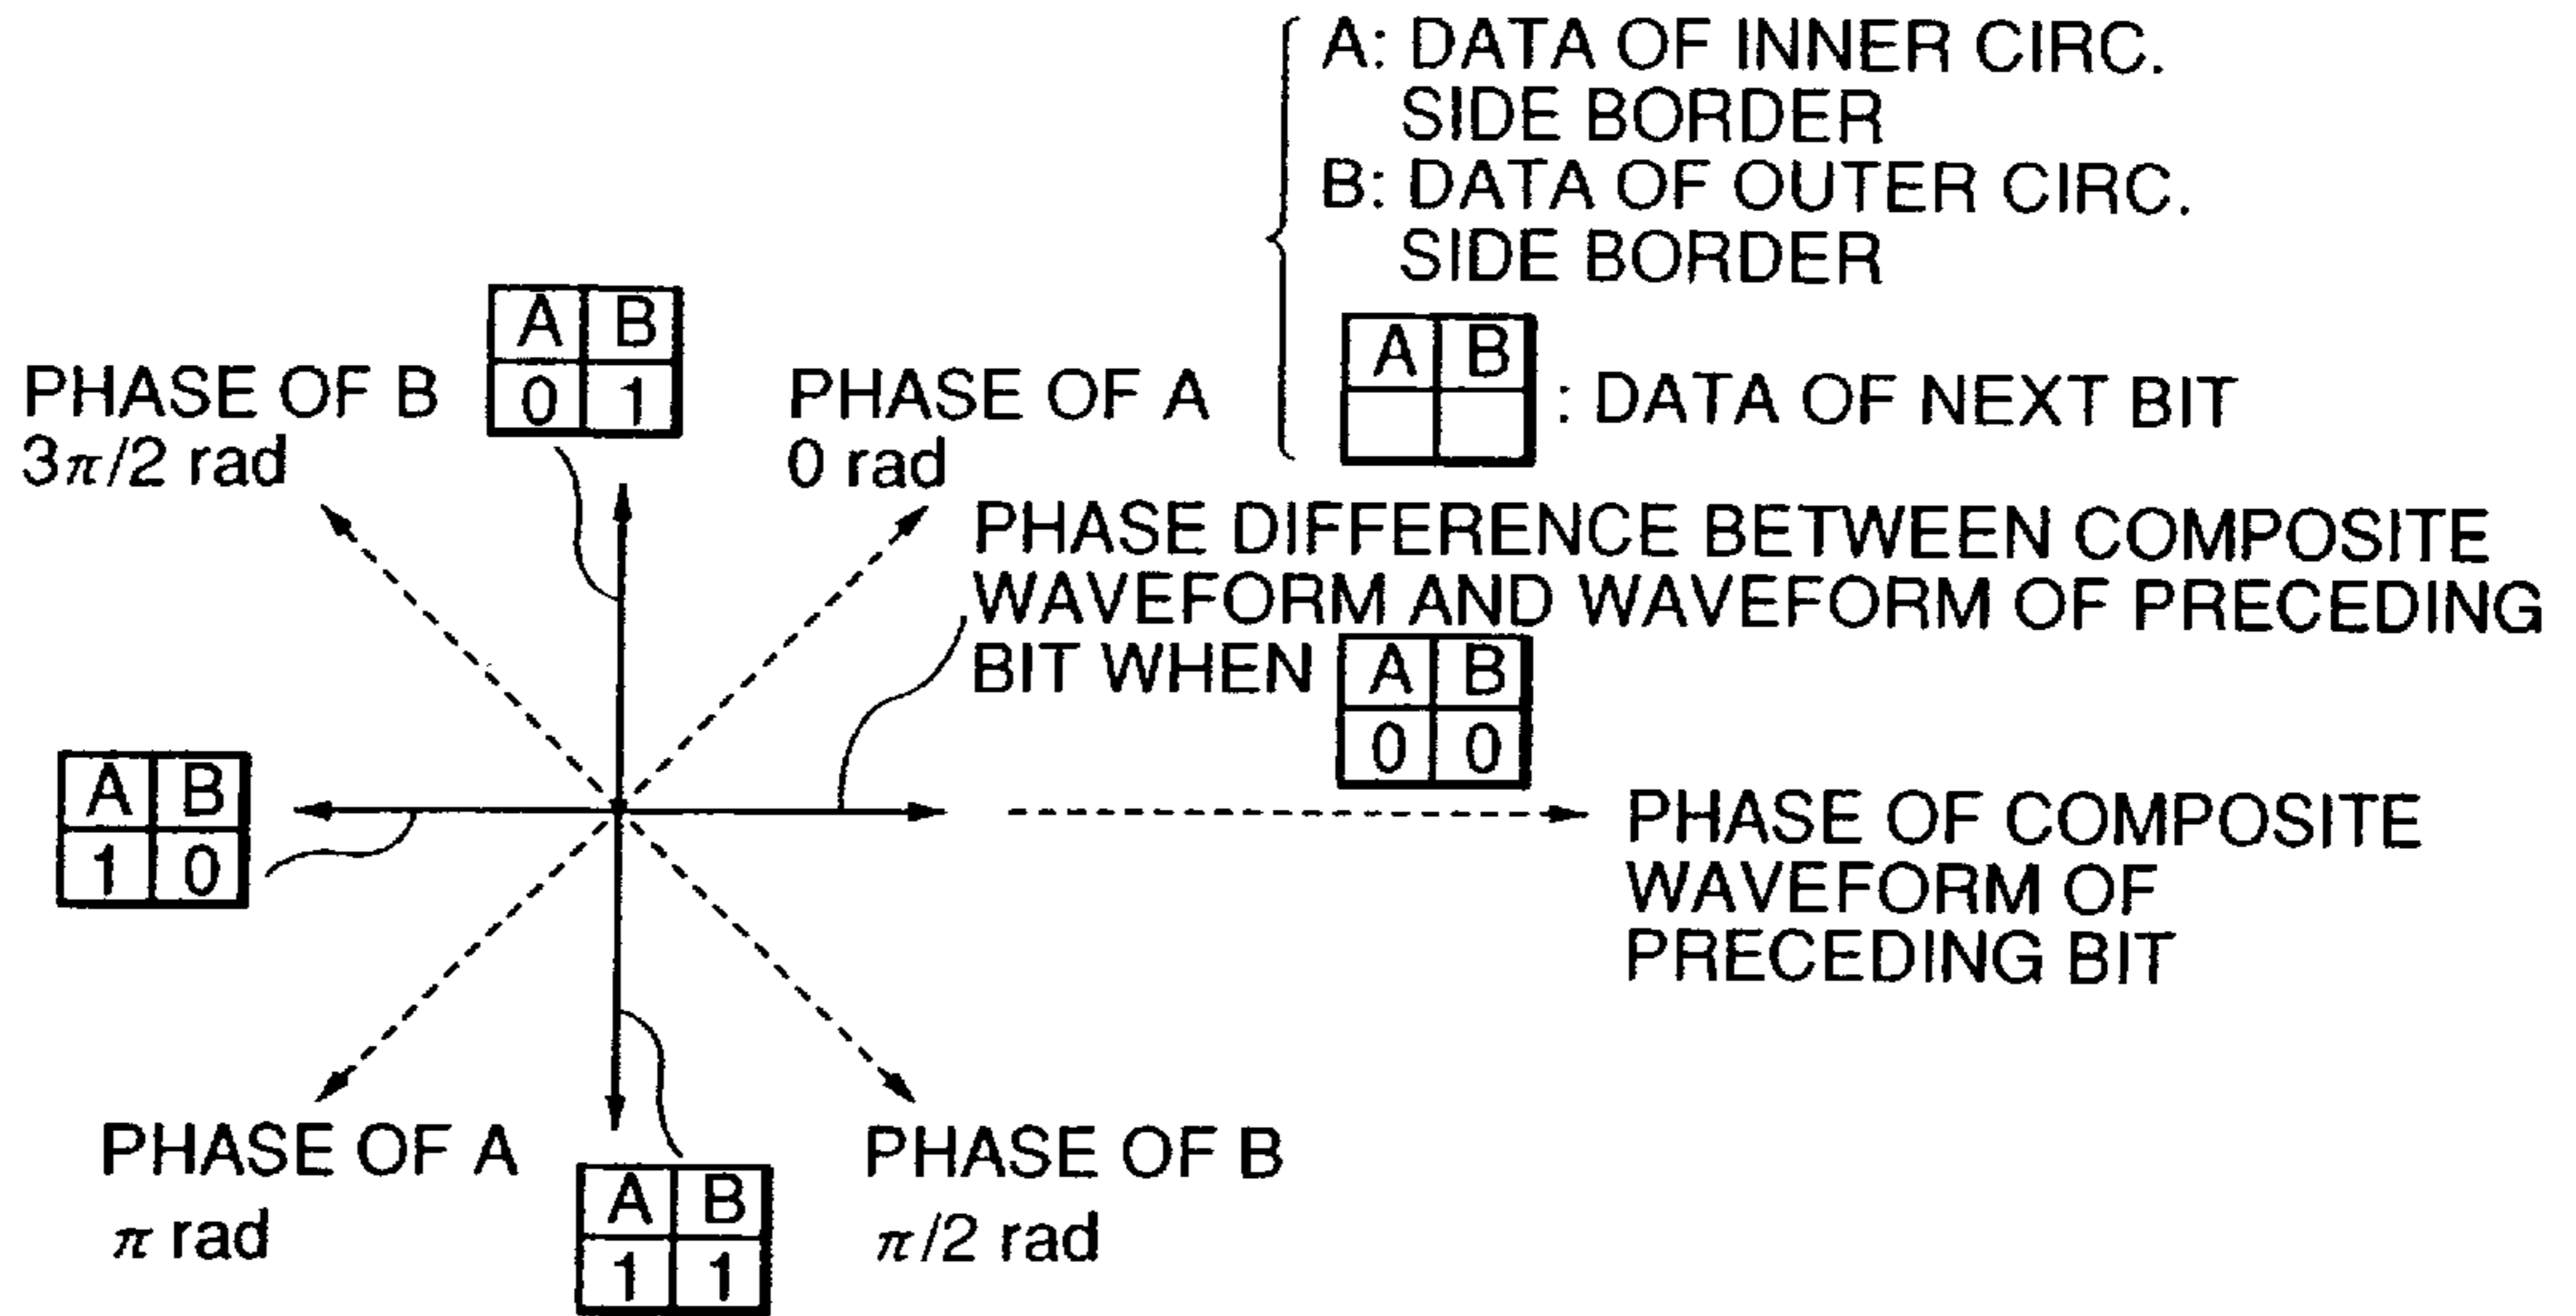 A: DATA OF INNER CIRC.
SIDE BORDER
B: DATA OF OUTER CIRC.
SIDE BORDER
A B
: DATA OF NEXT BIT
A B
0 1
PHASE OF B
3π/2 rad
PHASE OF A
0 rad
PHASE DIFFERENCE BETWEEN COMPOSITE
WAVEFORM AND WAVEFORM OF PRECEDING
BIT WHEN
A B
0 0
A B
1 0
PHASE OF COMPOSITE
WAVEFORM OF
PRECEDING BIT
PHASE OF A
π rad
A B
1 1
PHASE OF B
π/2 rad